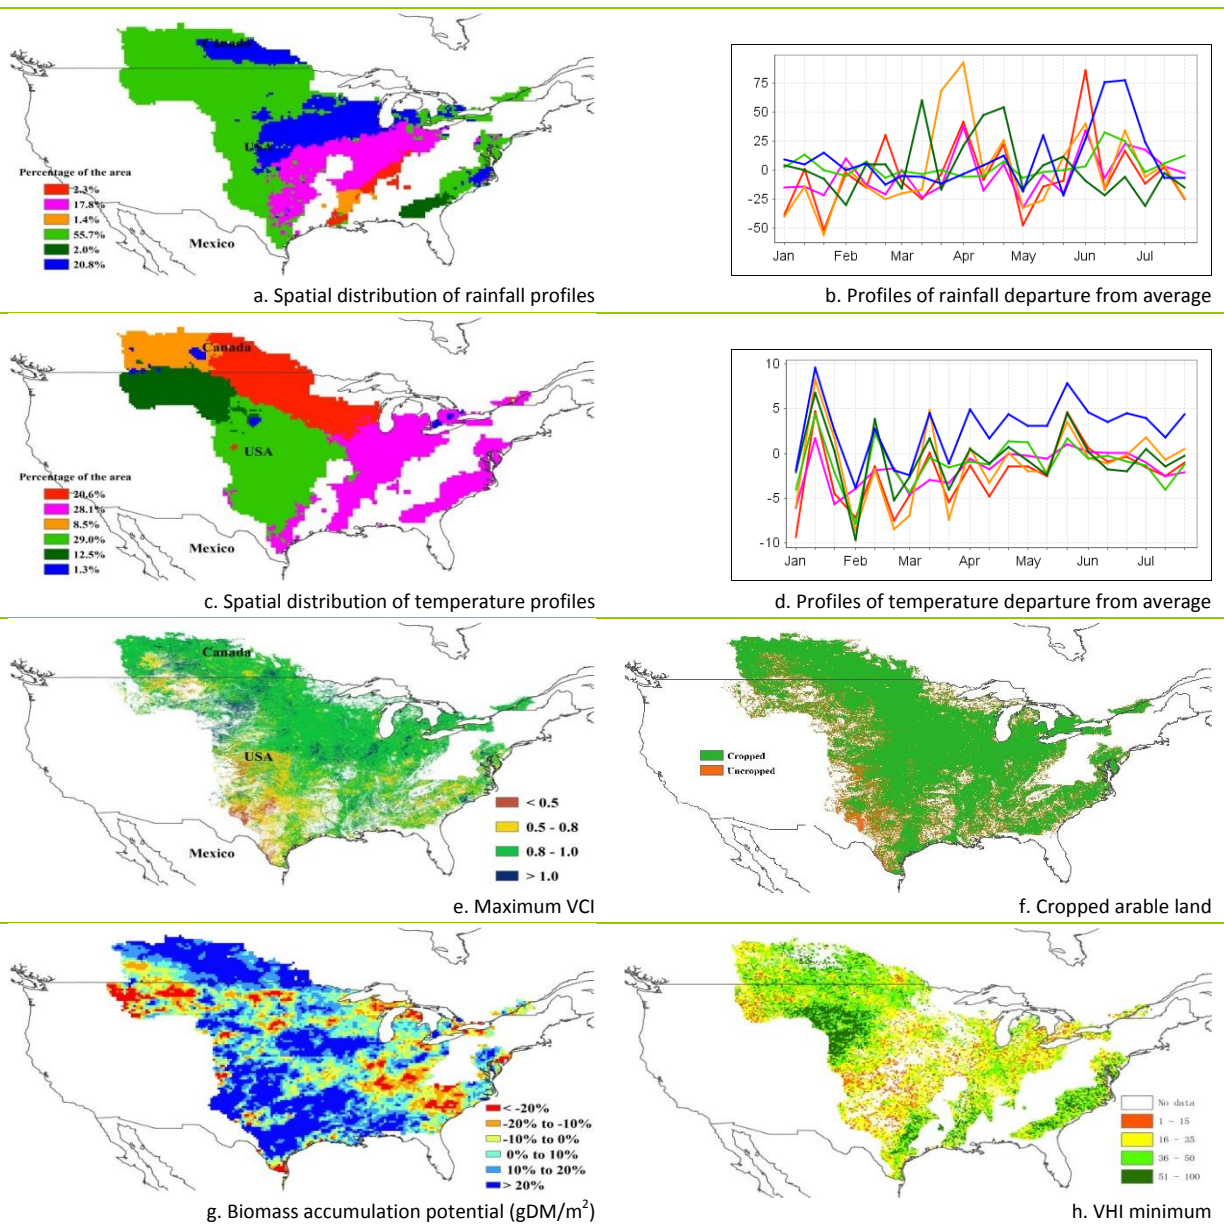 Canada
USA
Mexico
Percentage of the area
2.3%
17.8%
1.4%
55.7%
2.0%
20.8%
a. Spatial distribution of rainfall profiles
75
50
25
0
-25
-50
Jan Feb Mar Apr May Jun Jul
b. Profiles of rainfall departure from average
Canada
USA
Mexico
Percentage of the area
20.6%
28.1%
8.5%
29.0%
12.5%
1.3%
c. Spatial distribution of temperature profiles
10
5
0
-5
-10
Jan Feb Mar Apr May Jun Jul
d. Profiles of temperature departure from average
Canada
USA
Mexico
< 0.5
0.5 - 0.8
0.8 - 1.0
> 1.0
e. Maximum VCI
Cropped
Uncropped
f. Cropped arable land
< -20%
-20% to -10%
-10% to 0%
0% to 10%
10% to 20%
> 20%
g. Biomass accumulation potential (gDM/m²)
No data
1 - 15
16 - 35
36 - 50
51 - 100
h. VHI minimum